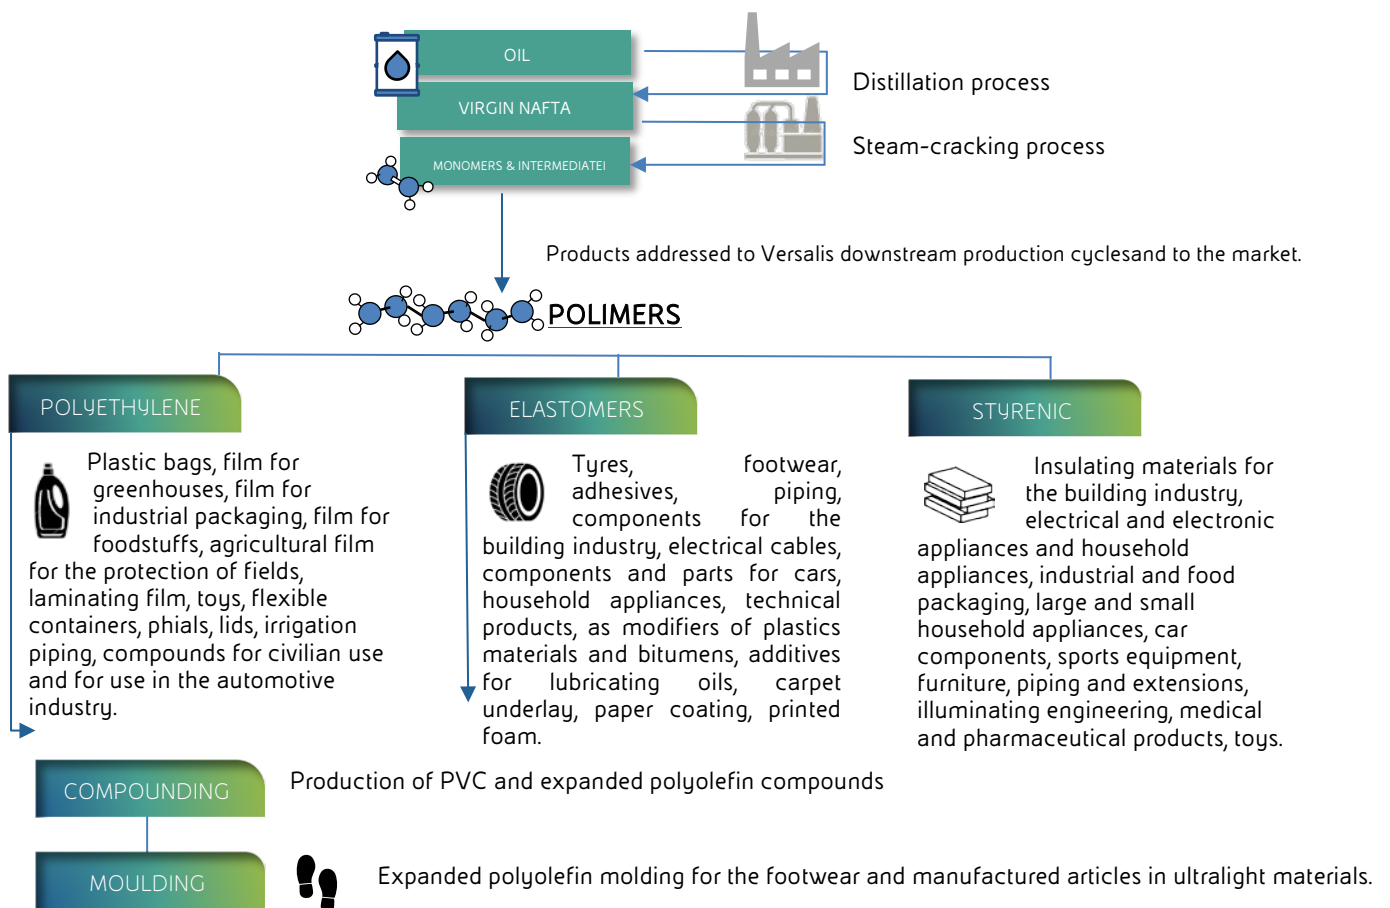 OIL
Distillation process
VIRGIN NAFTA
Steam-cracking process
MONOMERS & INTERMEDIATEI
Products addressed to Versalis downstream production cyclesand to the market.
POLIMERS
POLYETHYLENE
Plastic bags, film for
greenhouses, film for
industrial packaging, film for
foodstuffs, agricultural film
for the protection of fields,
laminating film, toys, flexible
containers, phials, lids, irrigation
piping, compounds for civilian use
and for use in the automotive
industry.
ELASTOMERS
Tyres, footwear,
adhesives, piping,
components for the
building industry, electrical cables,
components and parts for cars,
household appliances, technical
products, as modifiers of plastics
materials and bitumens, additives
for lubricating oils, carpet
underlay, paper coating, printed
foam.
STYRENIC
Insulating materials for
the building industry,
electrical and electronic
appliances and household
appliances, industrial and food
packaging, large and small
household appliances, car
components, sports equipment,
furniture, piping and extensions,
illuminating engineering, medical
and pharmaceutical products, toys.
COMPOUNDING
Production of PVC and expanded polyolefin compounds
MOULDING
Expanded polyolefin molding for the footwear and manufactured articles in ultralight materials.